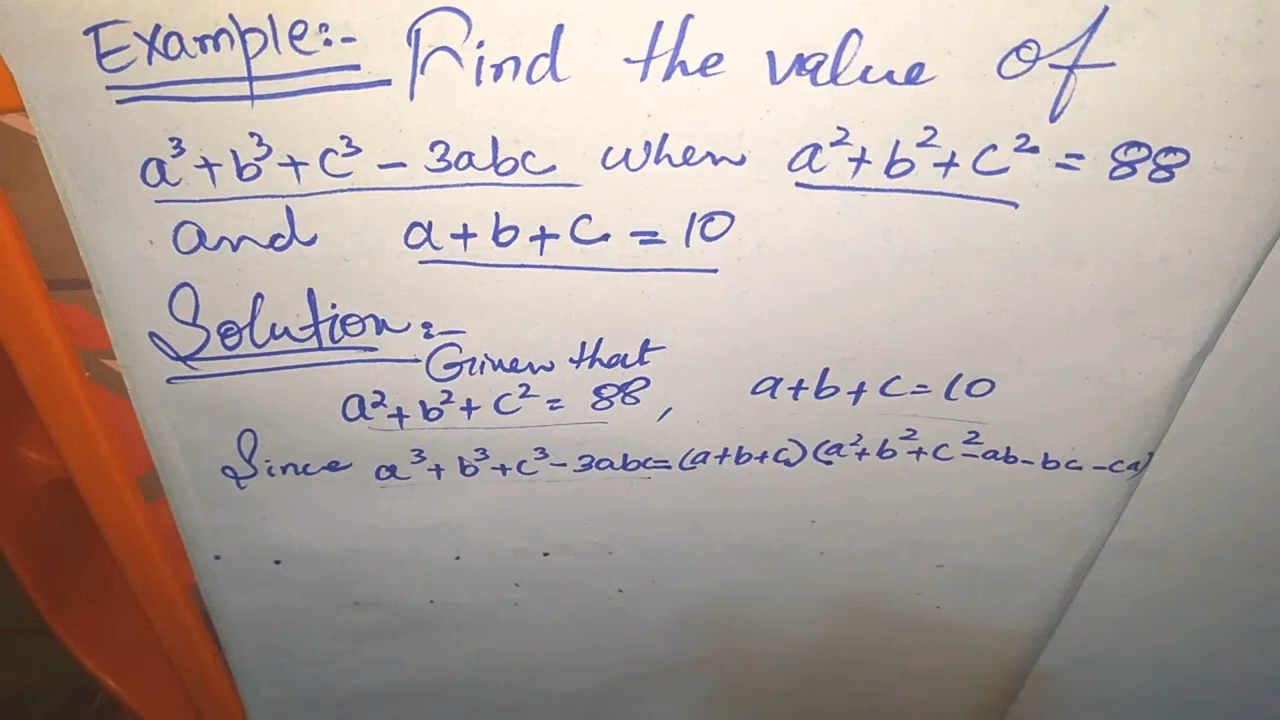 Example:- Find the value of
a³+b³+c³-3abc when a²+b²+c²=88
and a+b+c=10
Solution:-
Given that
a²+b²+c²=88, a+b+c=10
Since a³+b³+c³-3abc=(a+b+c)(a²+b²+c²-ab-bc-ca)